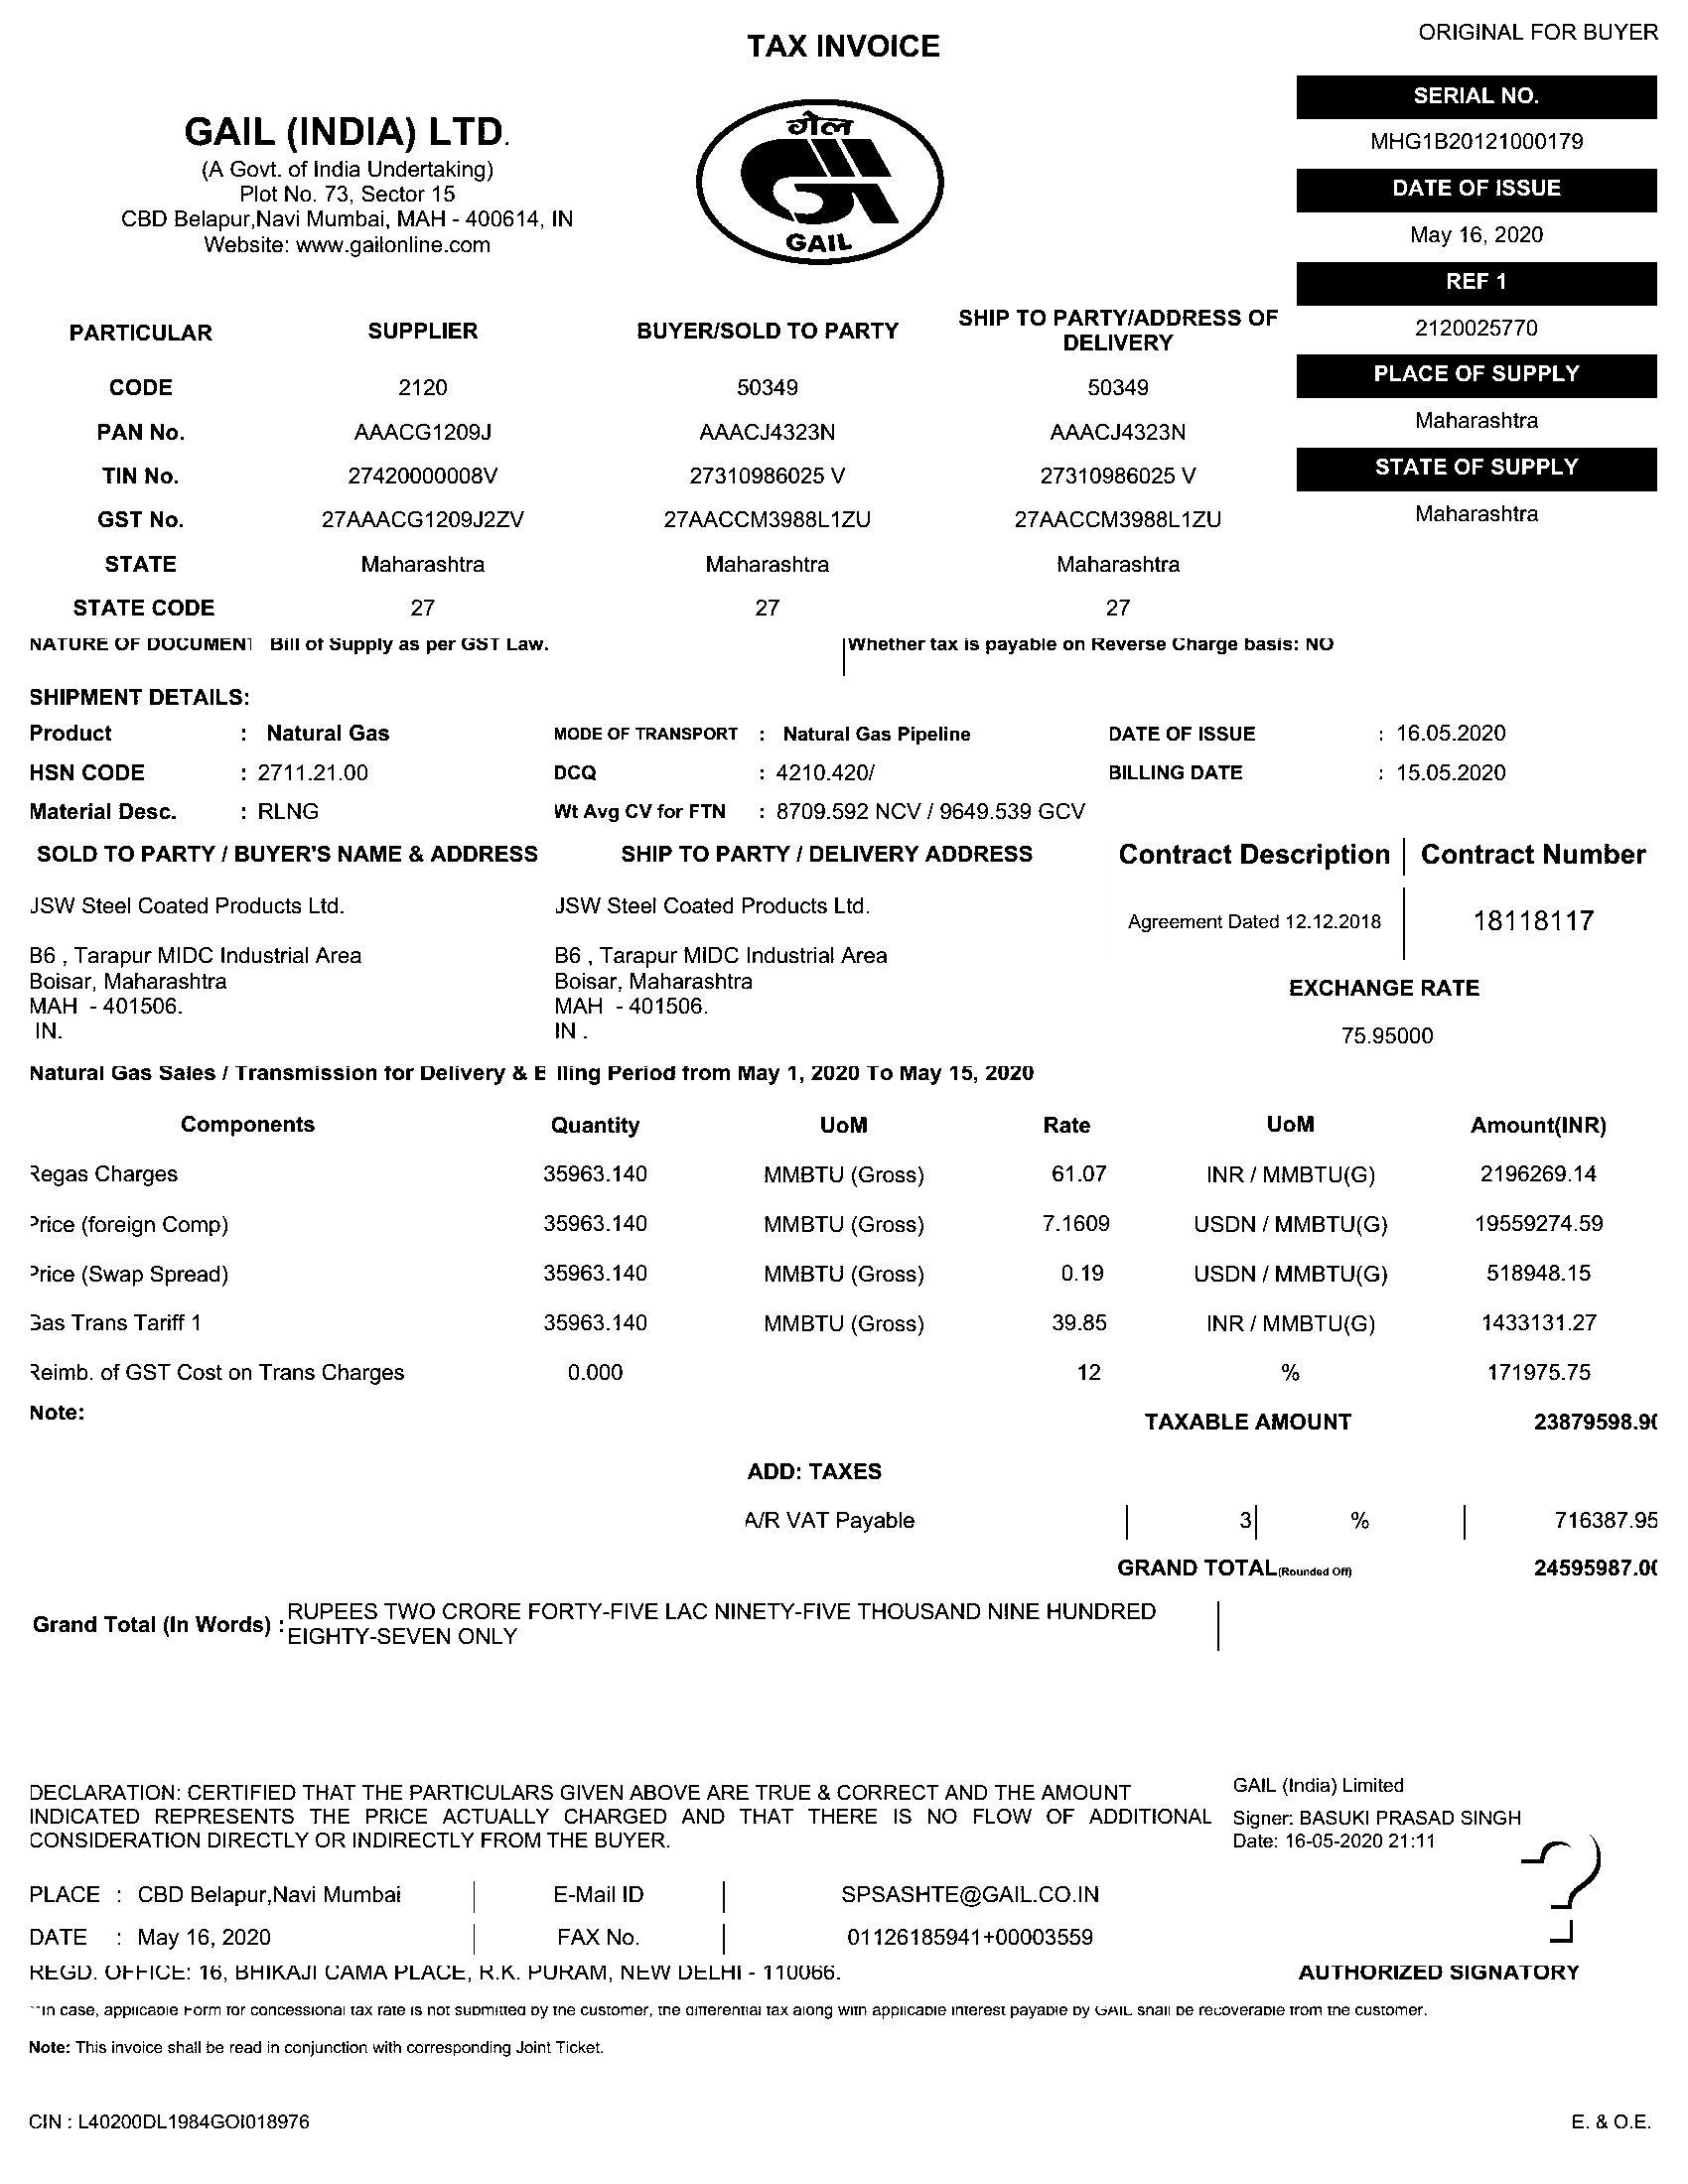 ORIGINAL FOR BUYER
TAX INVOICE
GAIL (INDIA) LTD.
(A Govt. of India Undertaking)
Plot No. 73, Sector 15
CBD Belapur,Navi Mumbai, MAH - 400614, IN
Website: www.gailonline.com
गेल
GAIL
SERIAL NO.
MHG1B20121000179
DATE OF ISSUE
May 16, 2020
REF 1
2120025770
PLACE OF SUPPLY
Maharashtra
STATE OF SUPPLY
Maharashtra
PARTICULAR SUPPLIER BUYER/SOLD TO PARTY SHIP TO PARTY/ADDRESS OF DELIVERY
CODE 2120 50349 50349
PAN No. AAACG1209J AAACJ4323N AAACJ4323N
TIN No. 27420000008V 27310986025 V 27310986025 V
GST No. 27AAACG1209J2ZV 27AACCM3988L1ZU 27AACCM3988L1ZU
STATE Maharashtra Maharashtra Maharashtra
STATE CODE 27 27 27
NATURE OF DOCUMENT Bill of Supply as per GST Law. Whether tax is payable on Reverse Charge basis: NO
SHIPMENT DETAILS:
Product : Natural Gas MODE OF TRANSPORT : Natural Gas Pipeline DATE OF ISSUE : 16.05.2020
HSN CODE : 2711.21.00 DCQ : 4210.420/ BILLING DATE : 15.05.2020
Material Desc. : RLNG Wt Avg CV for FTN : 8709.592 NCV / 9649.539 GCV
SOLD TO PARTY / BUYER'S NAME & ADDRESS SHIP TO PARTY / DELIVERY ADDRESS Contract Description Contract Number
JSW Steel Coated Products Ltd. JSW Steel Coated Products Ltd. Agreement Dated 12.12.2018 18118117
B6 , Tarapur MIDC Industrial Area B6 , Tarapur MIDC Industrial Area
Boisar, Maharashtra Boisar, Maharashtra
MAH - 401506. MAH - 401506.
IN. IN .
EXCHANGE RATE
75.95000
Natural Gas Sales / Transmission for Delivery & B lling Period from May 1, 2020 To May 15, 2020
Components Quantity UoM Rate UoM Amount(INR)
Regas Charges 35963.140 MMBTU (Gross) 61.07 INR / MMBTU(G) 2196269.14
Price (foreign Comp) 35963.140 MMBTU (Gross) 7.1609 USDN / MMBTU(G) 19559274.59
Price (Swap Spread) 35963.140 MMBTU (Gross) 0.19 USDN / MMBTU(G) 518948.15
Gas Trans Tariff 1 35963.140 MMBTU (Gross) 39.85 INR / MMBTU(G) 1433131.27
Reimb. of GST Cost on Trans Charges 0.000 12 % 171975.75
Note: TAXABLE AMOUNT 23879598.90
ADD: TAXES
A/R VAT Payable 3 % 716387.95
GRAND TOTAL(Rounded Off) 24595987.00
Grand Total (In Words) : RUPEES TWO CRORE FORTY-FIVE LAC NINETY-FIVE THOUSAND NINE HUNDRED
EIGHTY-SEVEN ONLY
DECLARATION: CERTIFIED THAT THE PARTICULARS GIVEN ABOVE ARE TRUE & CORRECT AND THE AMOUNT
INDICATED REPRESENTS THE PRICE ACTUALLY CHARGED AND THAT THERE IS NO FLOW OF ADDITIONAL
CONSIDERATION DIRECTLY OR INDIRECTLY FROM THE BUYER.
GAIL (India) Limited
Signer: BASUKI PRASAD SINGH
Date: 16-05-2020 21:11
?
PLACE : CBD Belapur,Navi Mumbai E-Mail ID SPSASHTE@GAIL.CO.IN
DATE : May 16, 2020 FAX No. 01126185941+00003559
REGD. OFFICE: 16, BHIKAJI CAMA PLACE, R.K. PURAM, NEW DELHI - 110066. AUTHORIZED SIGNATORY
**In case, applicable Form for concessional tax rate is not submitted by the customer, the differential tax along with applicable interest payable by GAIL shall be recoverable from the customer.
Note: This invoice shall be read in conjunction with corresponding Joint Ticket.
CIN : L40200DL1984GOI018976 E. & O.E.